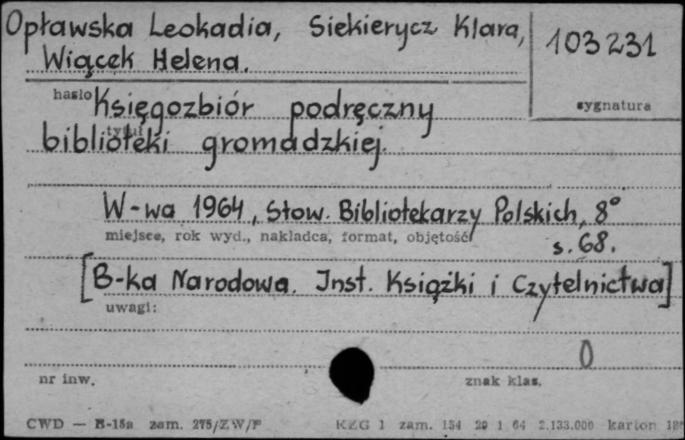 Opławska Leokadia, Siekierycz Klara,
Wiącek Helena.
103231
hasło
sygnatura
Księgozbiór podręczny
tytuł
biblioteki gromadzkiej.
W-wa 1964, Stow. Bibliotekarzy Polskich, 8°
miejsce, rok wyd., nakładca, format, objętość
s. 68.
[B-ka Narodowa. Inst. Książki i Czytelnictwa]
uwagi:
0
nr inw.
znak klas.
CWD — B-15a zam. 275/ZW/F
KZG 1 zam. 154 29 1 64 2.133.000 karton